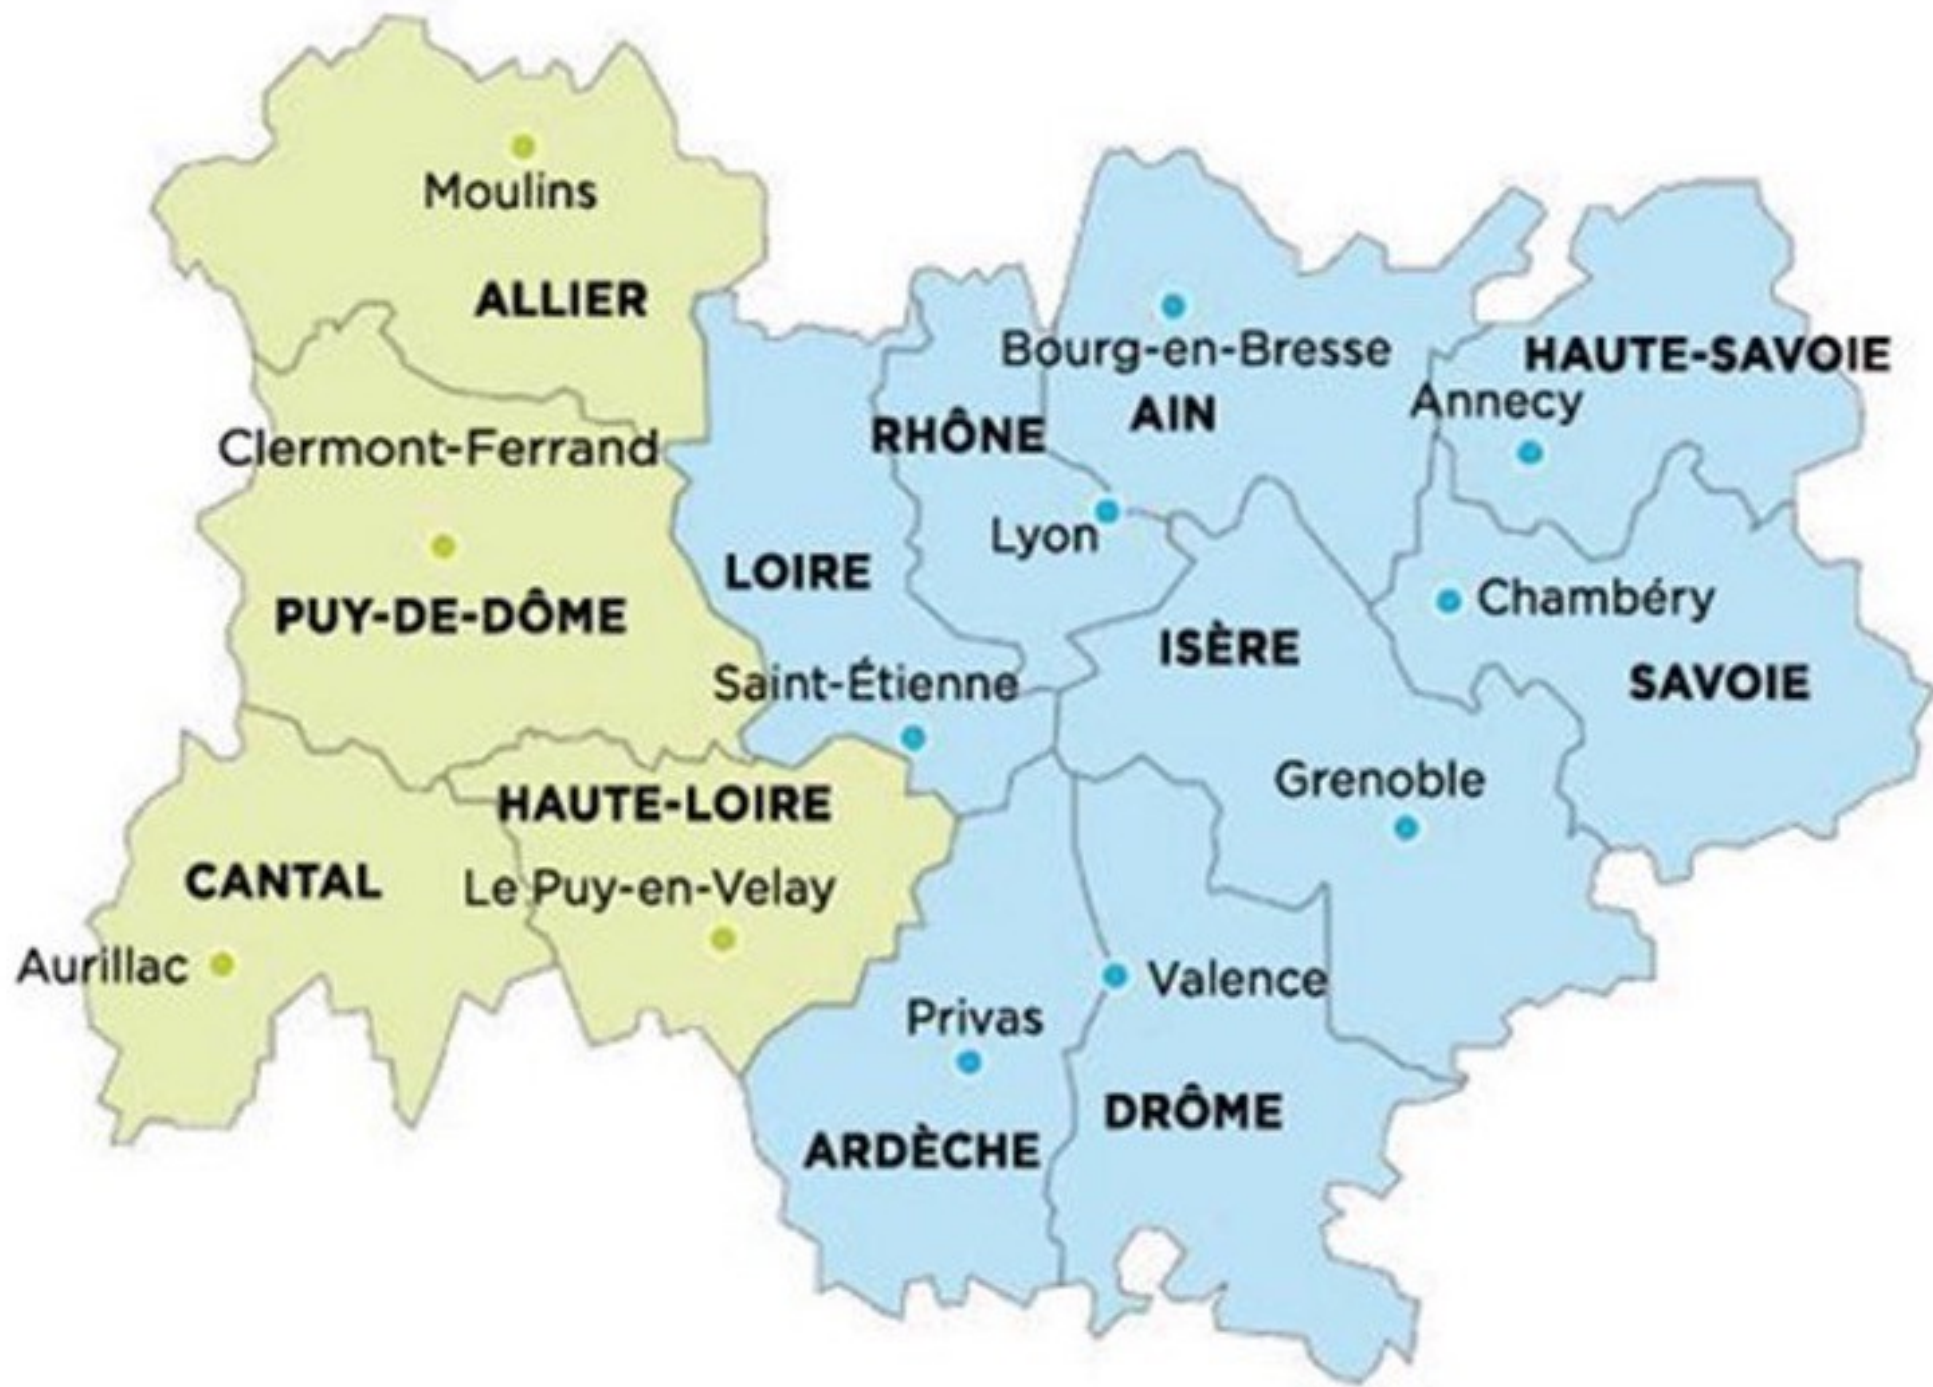 Moulins
ALLIER
Bourg-en-Bresse
HAUTE-SAVOIE
Annecy
AIN
RHÔNE
Clermont-Ferrand
Lyon
LOIRE
Chambéry
PUY-DE-DÔME
ISÈRE
Saint-Étienne
SAVOIE
Grenoble
HAUTE-LOIRE
CANTAL
Le Puy-en-Velay
Aurillac
Valence
Privas
DRÔME
ARDÈCHE